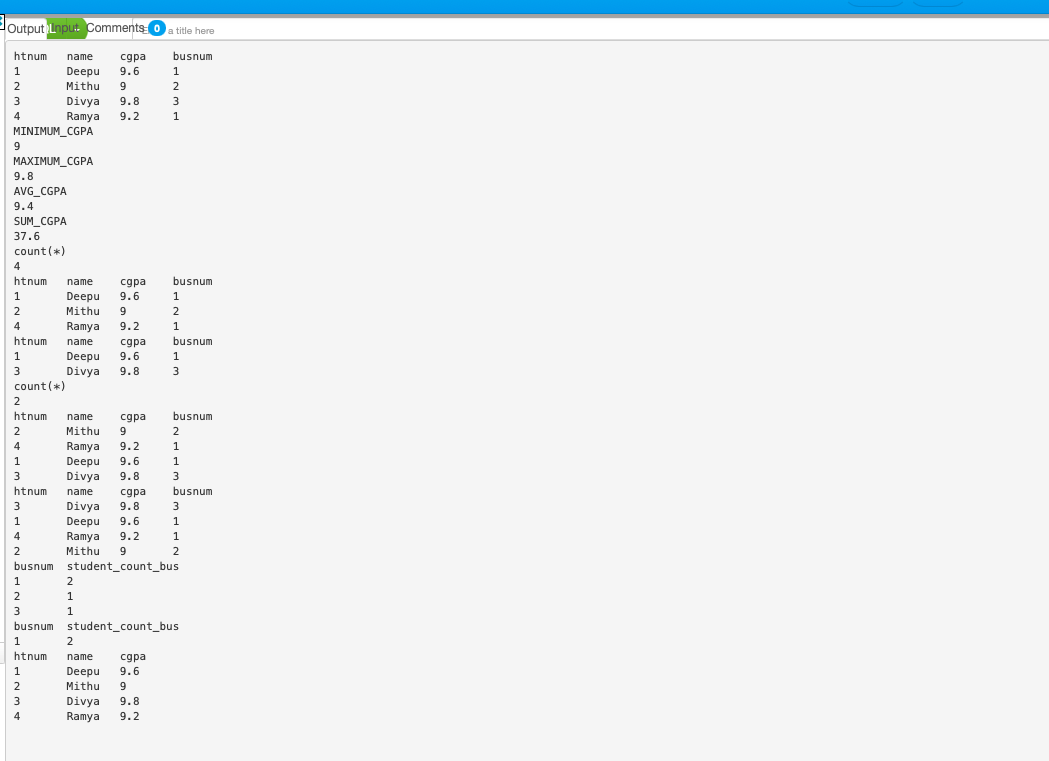 Output Input Comments 0 a title here
htnum name cgpa busnum
1 Deepu 9.6 1
2 Mithu 9 2
3 Divya 9.8 3
4 Ramya 9.2 1
MINIMUM_CGPA
9
MAXIMUM_CGPA
9.8
AVG_CGPA
9.4
SUM_CGPA
37.6
count(*)
4
htnum name cgpa busnum
1 Deepu 9.6 1
2 Mithu 9 2
4 Ramya 9.2 1
htnum name cgpa busnum
1 Deepu 9.6 1
3 Divya 9.8 3
count(*)
2
htnum name cgpa busnum
2 Mithu 9 2
4 Ramya 9.2 1
1 Deepu 9.6 1
3 Divya 9.8 3
htnum name cgpa busnum
3 Divya 9.8 3
1 Deepu 9.6 1
4 Ramya 9.2 1
2 Mithu 9 2
busnum student_count_bus
1 2
2 1
3 1
busnum student_count_bus
1 2
htnum name cgpa
1 Deepu 9.6
2 Mithu 9
3 Divya 9.8
4 Ramya 9.2